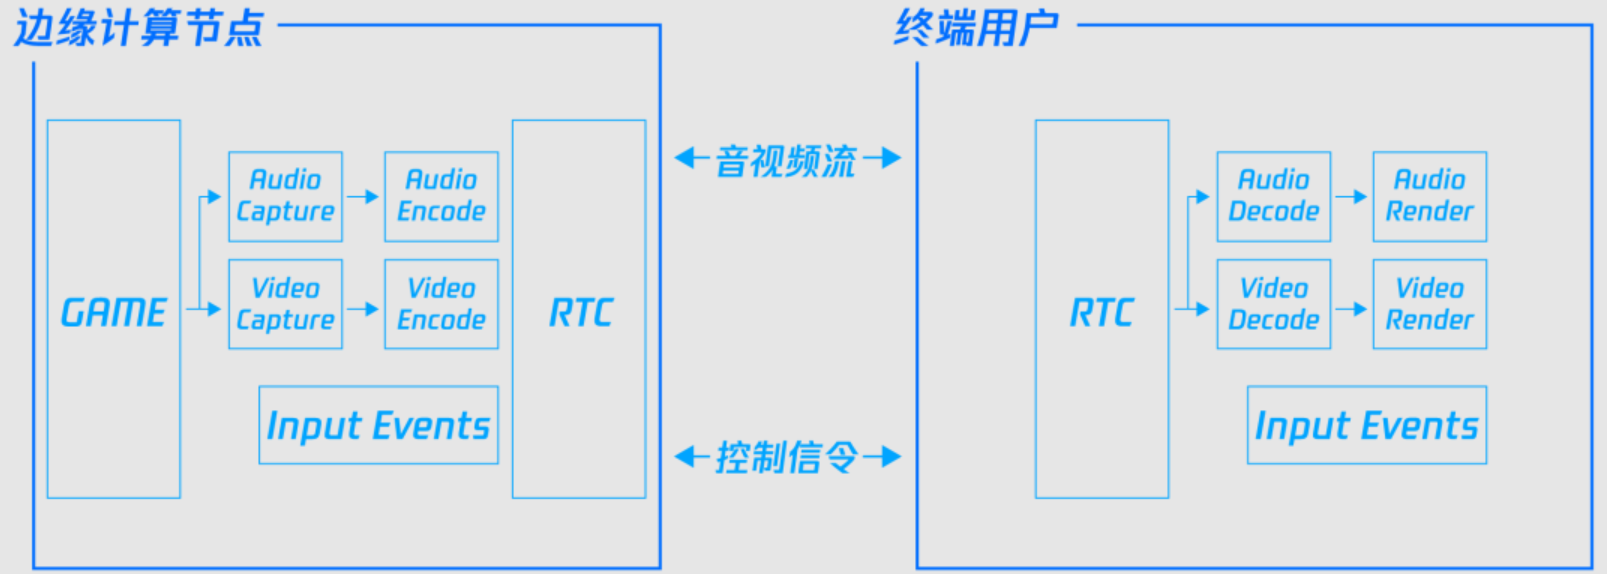 边缘计算节点
GAME
Audio
Capture
Audio
Encode
Video
Capture
Video
Encode
Input Events
RTC
音视频流
控制信令
终端用户
RTC
Audio
Decode
Audio
Render
Video
Decode
Video
Render
Input Events